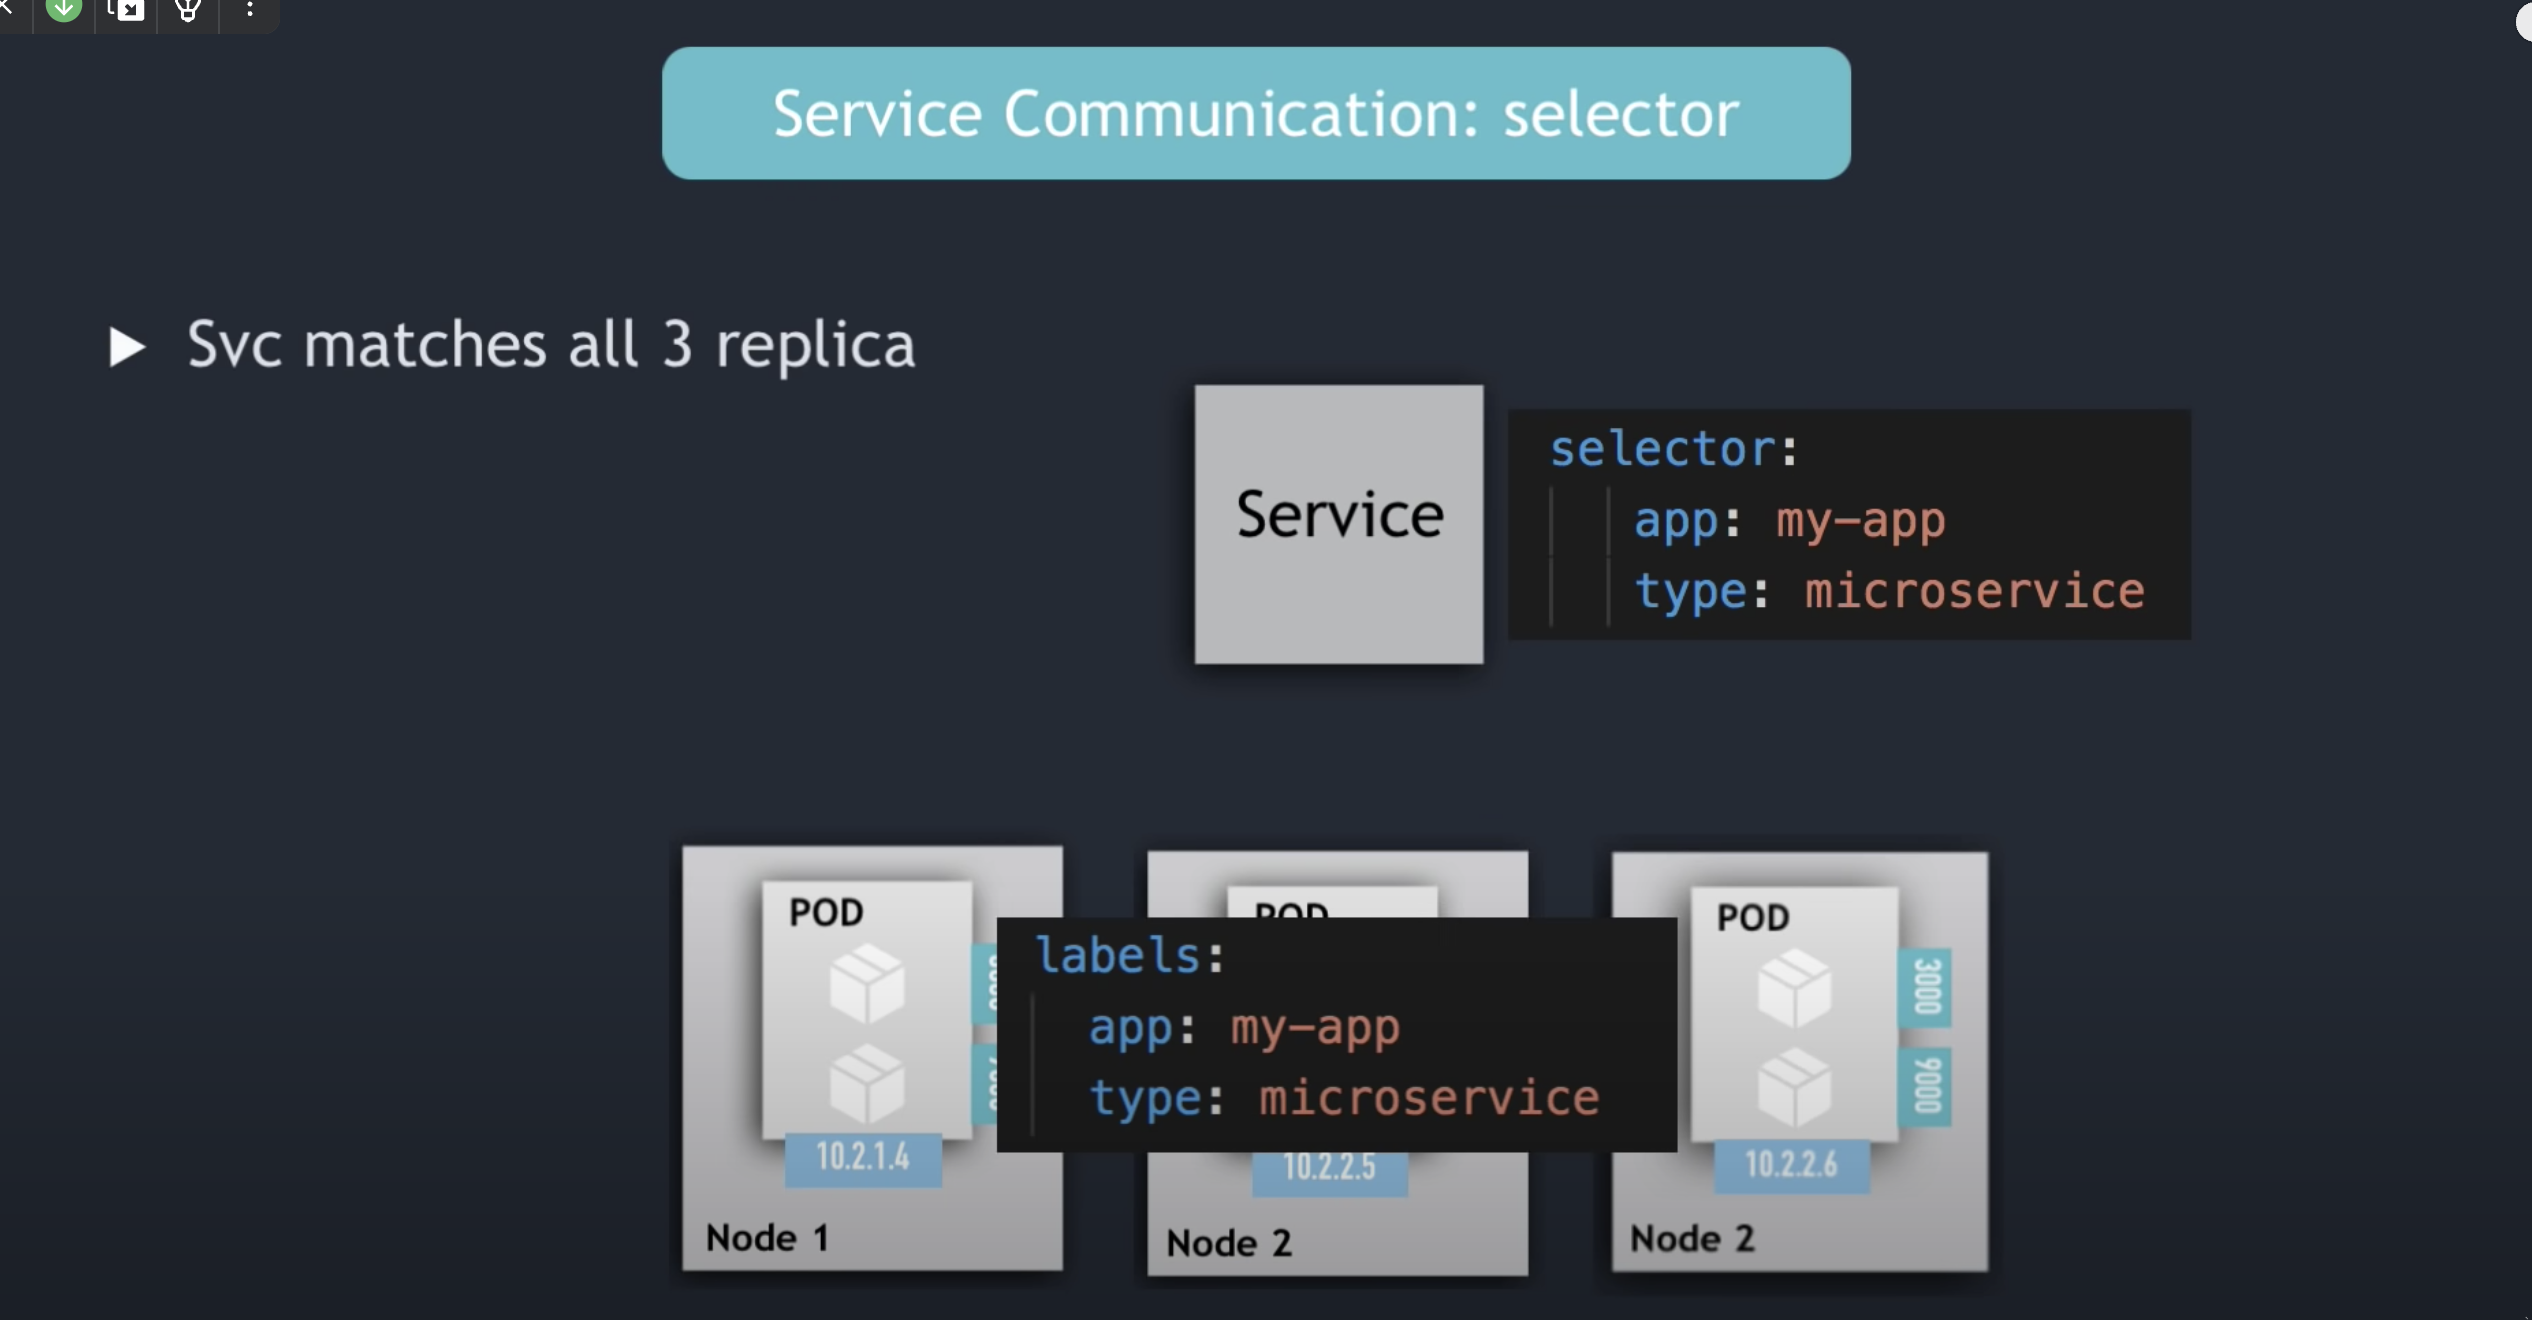 Service Communication: selector
▶ Svc matches all 3 replica
Service
selector:
app: my-app
type: microservice
POD
POD
POD
labels:
app: my-app
type: microservice
3000
9000
10.2.1.4
10.2.2.5
10.2.2.6
Node 1
Node 2
Node 2